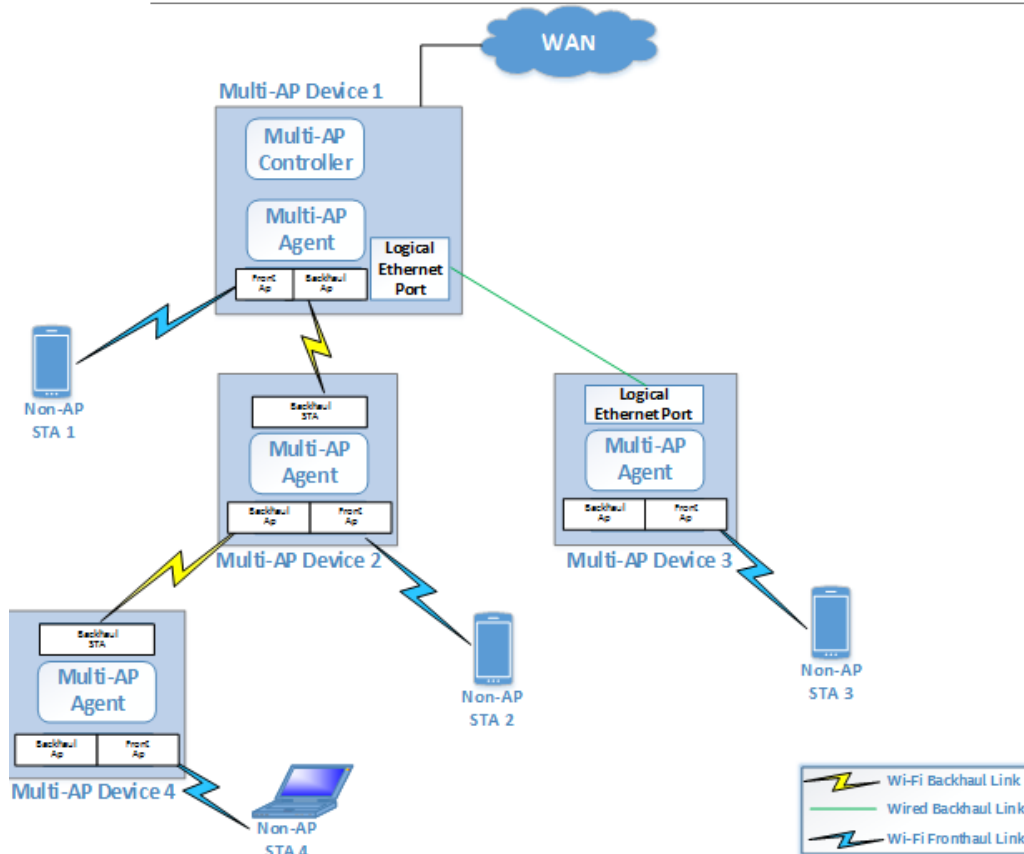 WAN
Multi-AP Device 1
Multi-AP
Controller
Multi-AP
Agent
Logical
Ethernet
Port
Front
Ap
Backhaul
Ap
Non-AP
STA 1
Backhaul
STA
Multi-AP
Agent
Backhaul
Ap
Front
Ap
Multi-AP Device 2
Logical
Ethernet Port
Multi-AP
Agent
Backhaul
Ap
Front
Ap
Multi-AP Device 3
Backhaul
STA
Multi-AP
Agent
Backhaul
Ap
Front
Ap
Multi-AP Device 4
Non-AP
STA 2
Non-AP
STA 3
Non-AP
STA 4
Wi-Fi Backhaul Link
Wired Backhaul Link
Wi-Fi Fronthaul Link